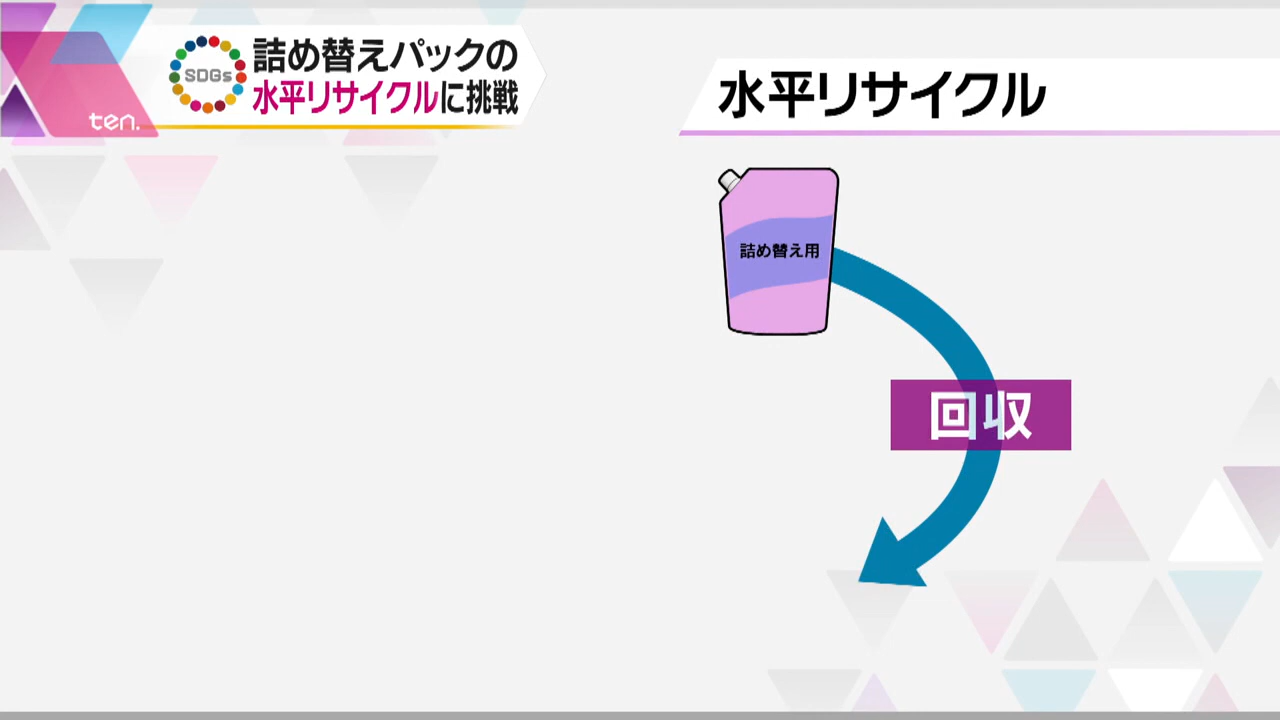 SDGs
詰め替えパックの
水平リサイクルに挑戦
ten.
水平リサイクル
詰め替え用
回収